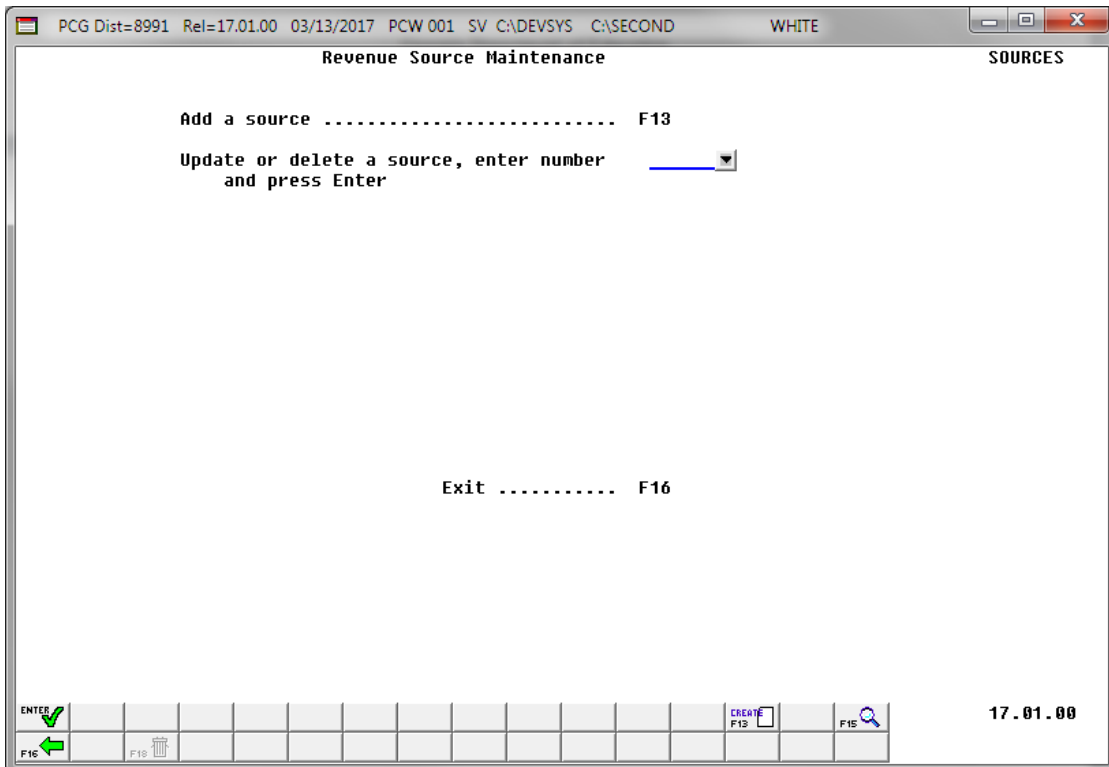 PCG Dist=8991 Rel=17.01.00 03/13/2017 PCW 001 SV C:\DEVSYS C:\SECOND WHITE
Revenue Source Maintenance SOURCES
Add a source ........................... F13
Update or delete a source, enter number
and press Enter
Exit ........... F16
ENTER CREATE F13 F15 17.01.00
F16 F18